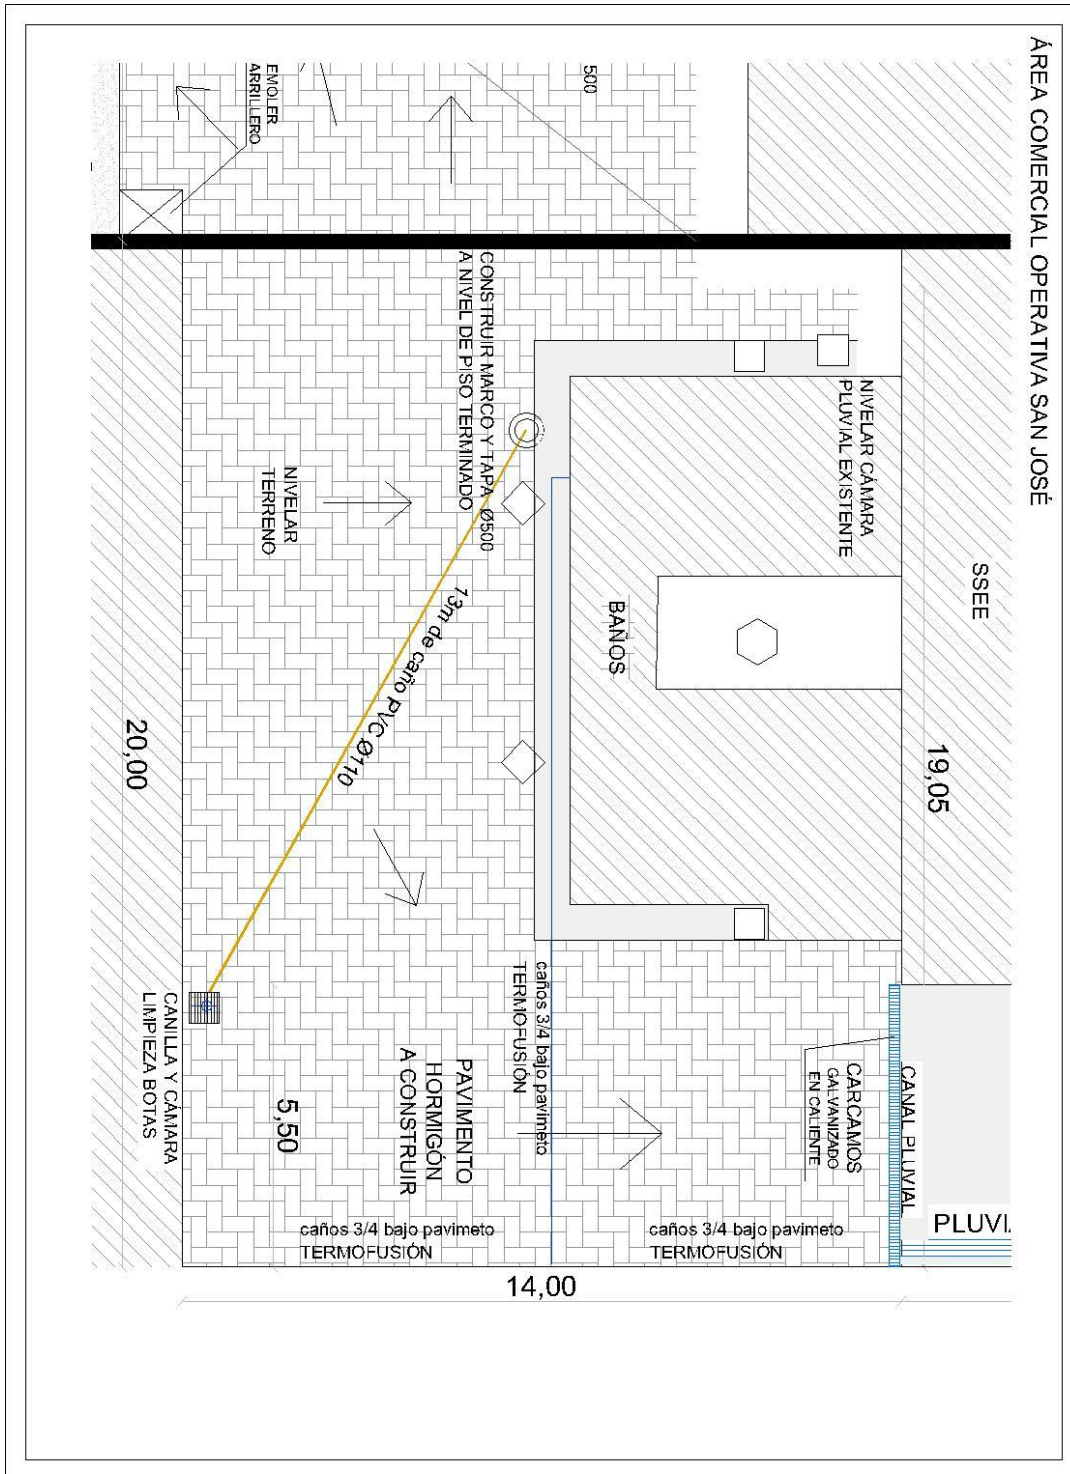 ÁREA COMERCIAL OPERATIVA SAN JOSÉ
EMOLER
ARRILLERO
500
CONSTRUIR MARCO Y TAPA Ø500
A NIVEL DE PISO TERMINADO
NIVELAR CÁMARA
PLUVIAL EXISTENTE
SSEE
NIVELAR
TERRENO
BAÑOS
13m de caño PVC Ø110
20,00
19,05
CANILLA Y CÁMARA
LIMPIEZA BOTAS
5,50
PAVIMENTO
HORMIGÓN
A CONSTRUIR
caños 3/4 bajo pavimeto
TERMOFUSIÓN
CARCAMOS
GALVANIZADO
EN CALIENTE
CANAL PLUVIAL
PLUVI
caños 3/4 bajo pavimeto
TERMOFUSIÓN
caños 3/4 bajo pavimeto
TERMOFUSIÓN
14,00